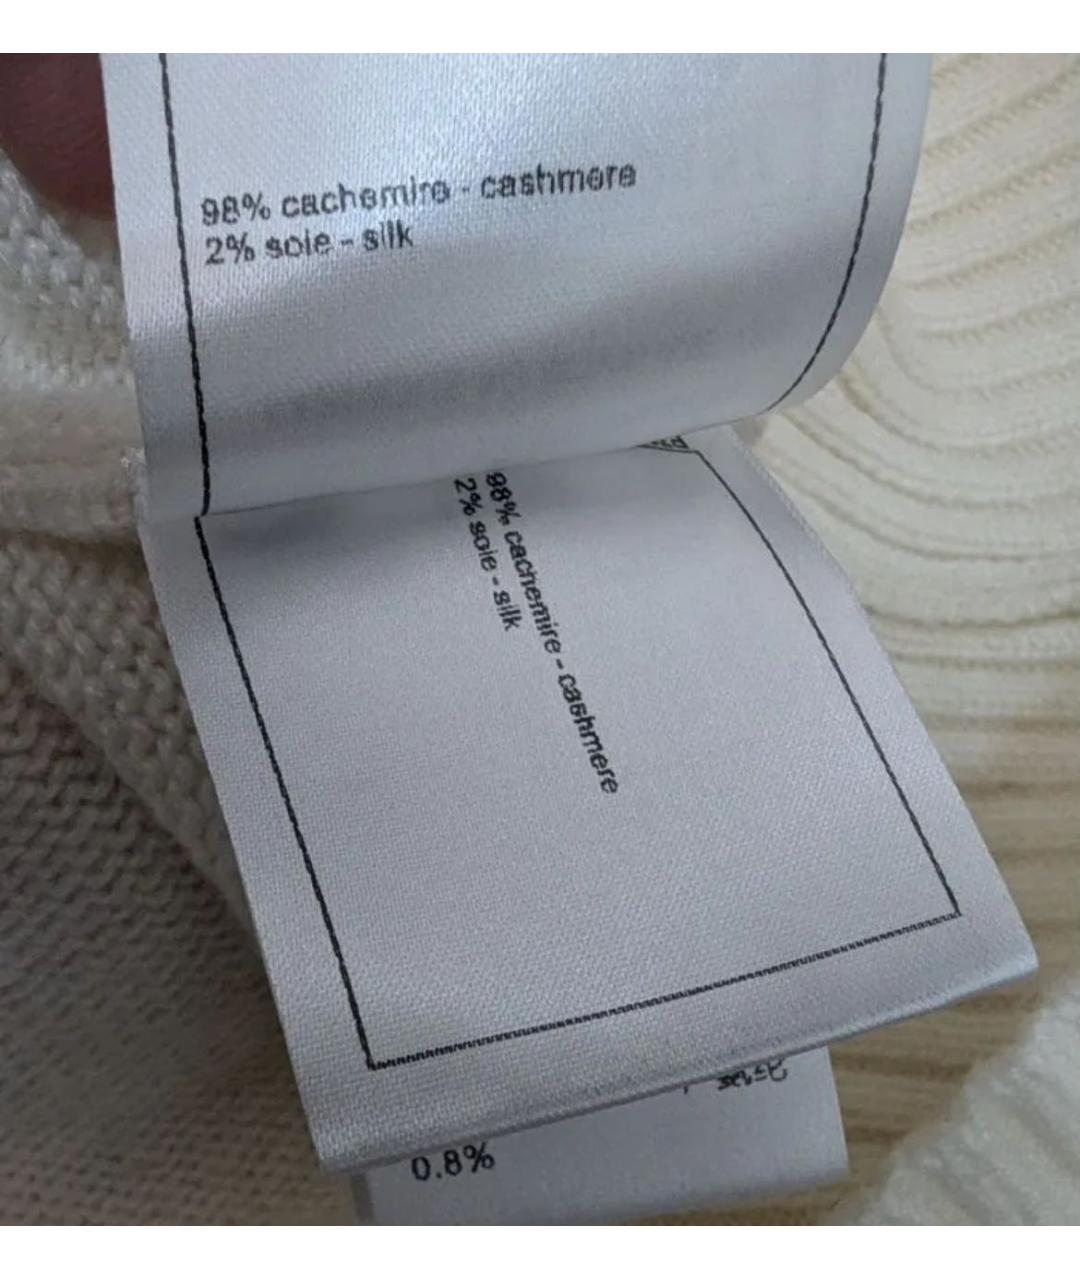 98% cachemire - cashmere
2% soie - silk
98% cachemire - cashmere
2% soie - silk
0.8%